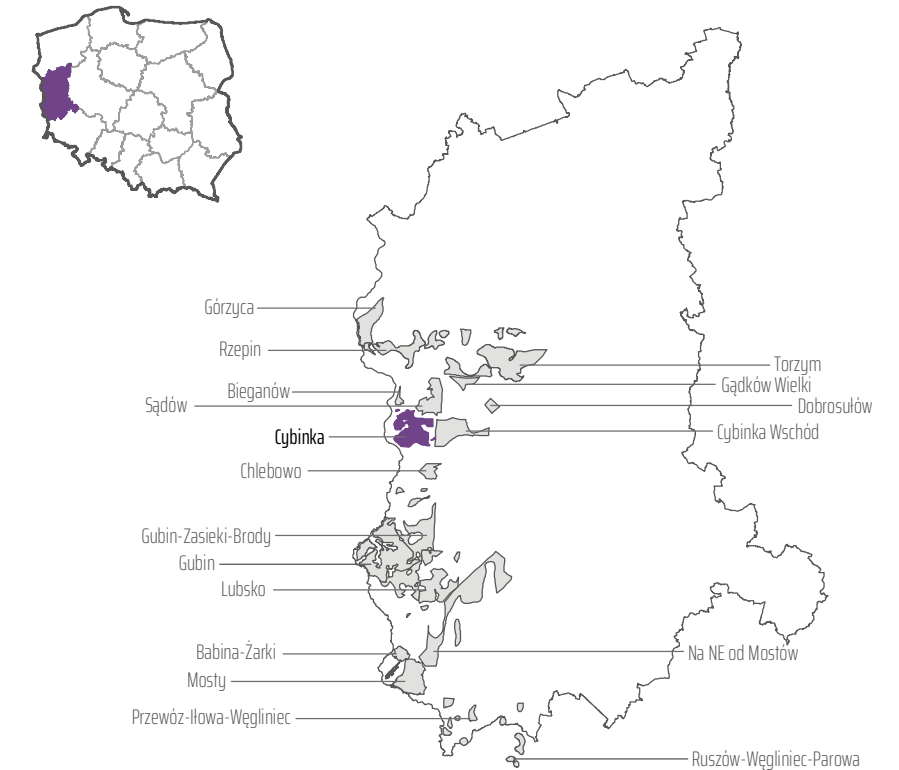 Górzyca
Rzepin
Torzym
Gądków Wielki
Bieganów
Sądów
Dobrosułów
Cybinka
Cybinka Wschód
Chlebowo
Gubin-Zasieki-Brody
Gubin
Lubsko
Babina-Żarki
Na NE od Mostów
Mosty
Przewóz-Iłowa-Węgliniec
Ruszów-Węgliniec-Parowa